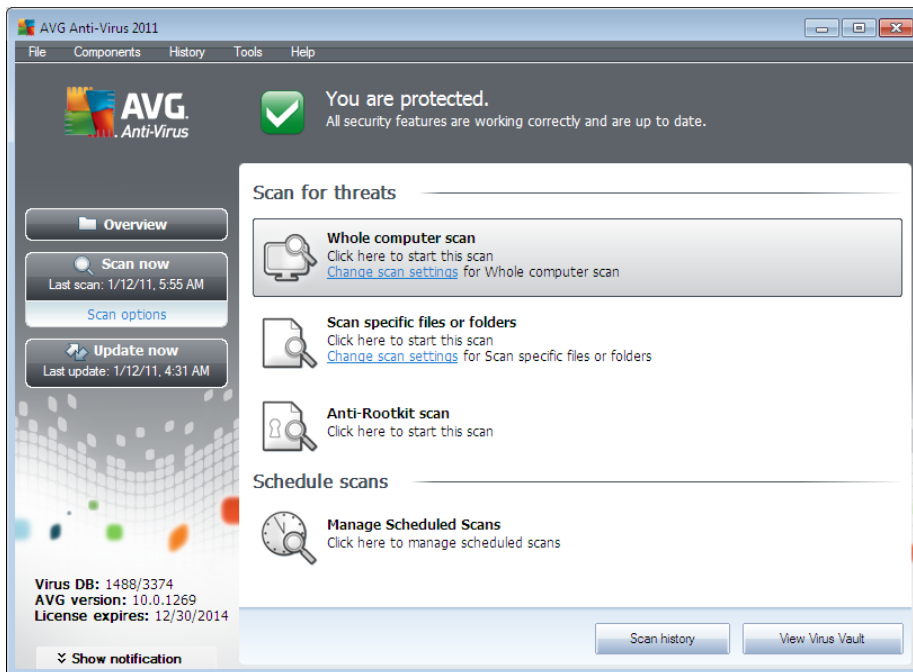 AVG Anti-Virus 2011
File Components History Tools Help
AVG.
Anti-Virus
You are protected.
All security features are working correctly and are up to date.
Overview
Scan now
Last scan: 1/12/11, 5:55 AM
Scan options
Update now
Last update: 1/12/11, 4:31 AM
Virus DB: 1488/3374
AVG version: 10.0.1269
License expires: 12/30/2014
Show notification
Scan for threats
Whole computer scan
Click here to start this scan
Change scan settings for Whole computer scan
Scan specific files or folders
Click here to start this scan
Change scan settings for Scan specific files or folders
Anti-Rootkit scan
Click here to start this scan
Schedule scans
Manage Scheduled Scans
Click here to manage scheduled scans
Scan history
View Virus Vault